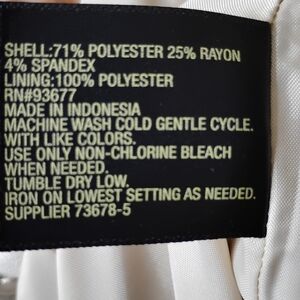 SHELL:71% POLYESTER 25% RAYON
4% SPANDEX
LINING:100% POLYESTER
RN#93677
MADE IN INDONESIA
MACHINE WASH COLD GENTLE CYCLE.
WITH LIKE COLORS.
USE ONLY NON-CHLORINE BLEACH
WHEN NEEDED.
TUMBLE DRY LOW.
IRON ON LOWEST SETTING AS NEEDED.
SUPPLIER 73678-5